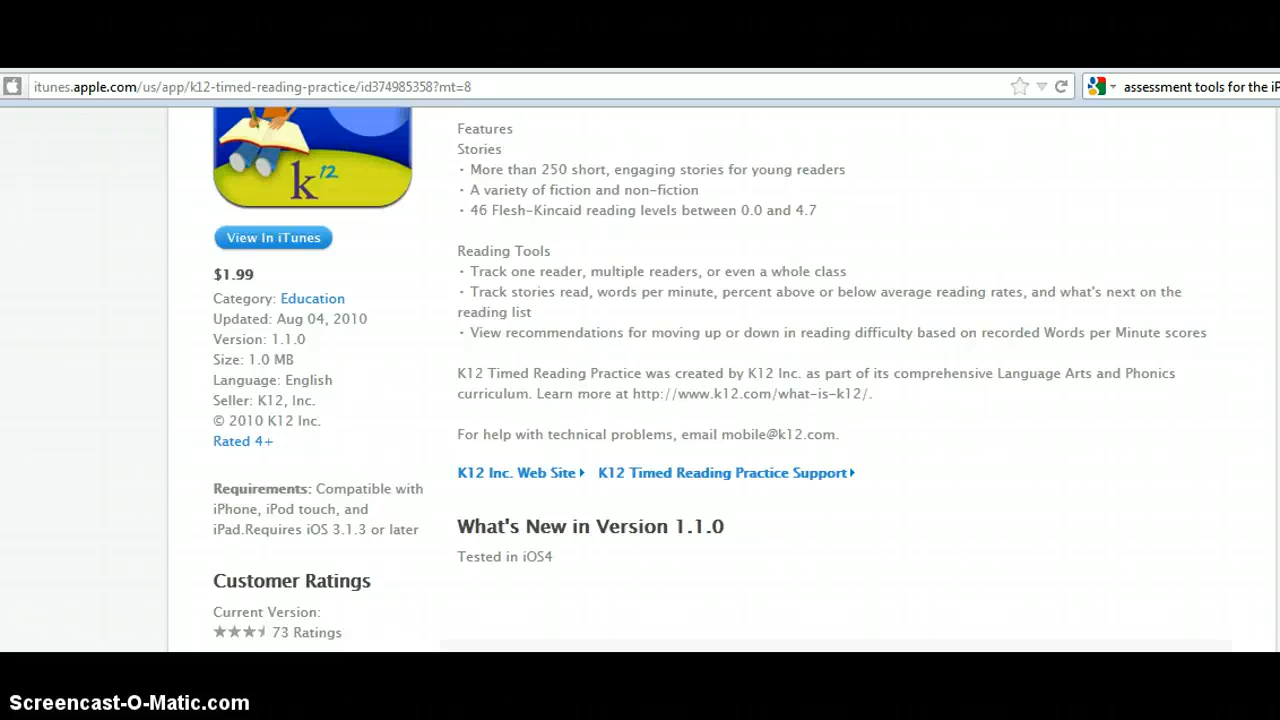 itunes.apple.com/us/app/k12-timed-reading-practice/id374985358?mt=8
assessment tools for the iP
k12
View In iTunes
$1.99
Category: Education
Updated: Aug 04, 2010
Version: 1.1.0
Size: 1.0 MB
Language: English
Seller: K12, Inc.
© 2010 K12 Inc.
Rated 4+
Requirements: Compatible with
iPhone, iPod touch, and
iPad.Requires iOS 3.1.3 or later
Customer Ratings
Current Version:
73 Ratings
Features
Stories
• More than 250 short, engaging stories for young readers
• A variety of fiction and non-fiction
• 46 Flesh-Kincaid reading levels between 0.0 and 4.7
Reading Tools
• Track one reader, multiple readers, or even a whole class
• Track stories read, words per minute, percent above or below average reading rates, and what's next on the
reading list
• View recommendations for moving up or down in reading difficulty based on recorded Words per Minute scores
K12 Timed Reading Practice was created by K12 Inc. as part of its comprehensive Language Arts and Phonics
curriculum. Learn more at http://www.k12.com/what-is-k12/.
For help with technical problems, email mobile@k12.com.
K12 Inc. Web Site K12 Timed Reading Practice Support
What's New in Version 1.1.0
Tested in iOS4
Screencast-O-Matic.com